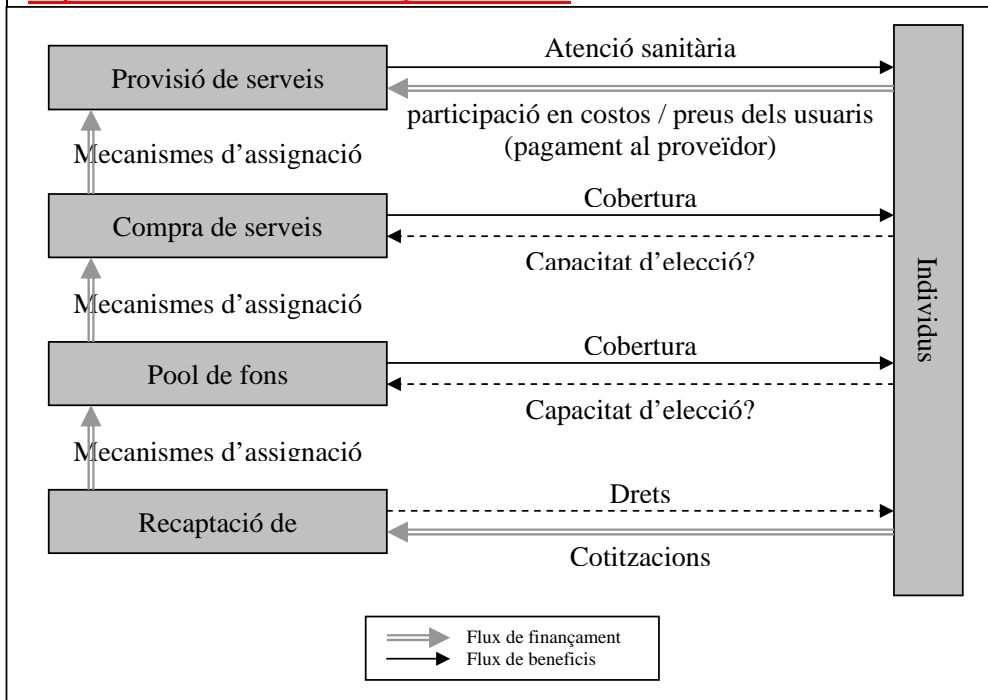 Atenció sanitària
Provisió de serveis
participació en costos / preus dels usuaris
(pagament al proveïdor)
Mecanismes d'assignació
Cobertura
Compra de serveis
Capacitat d'elecció?
Mecanismes d'assignació
Individus
Cobertura
Pool de fons
Capacitat d'elecció?
Mecanismes d'assignació
Drets
Recaptació de
Cotitzacions
Flux de finançament
Flux de beneficis